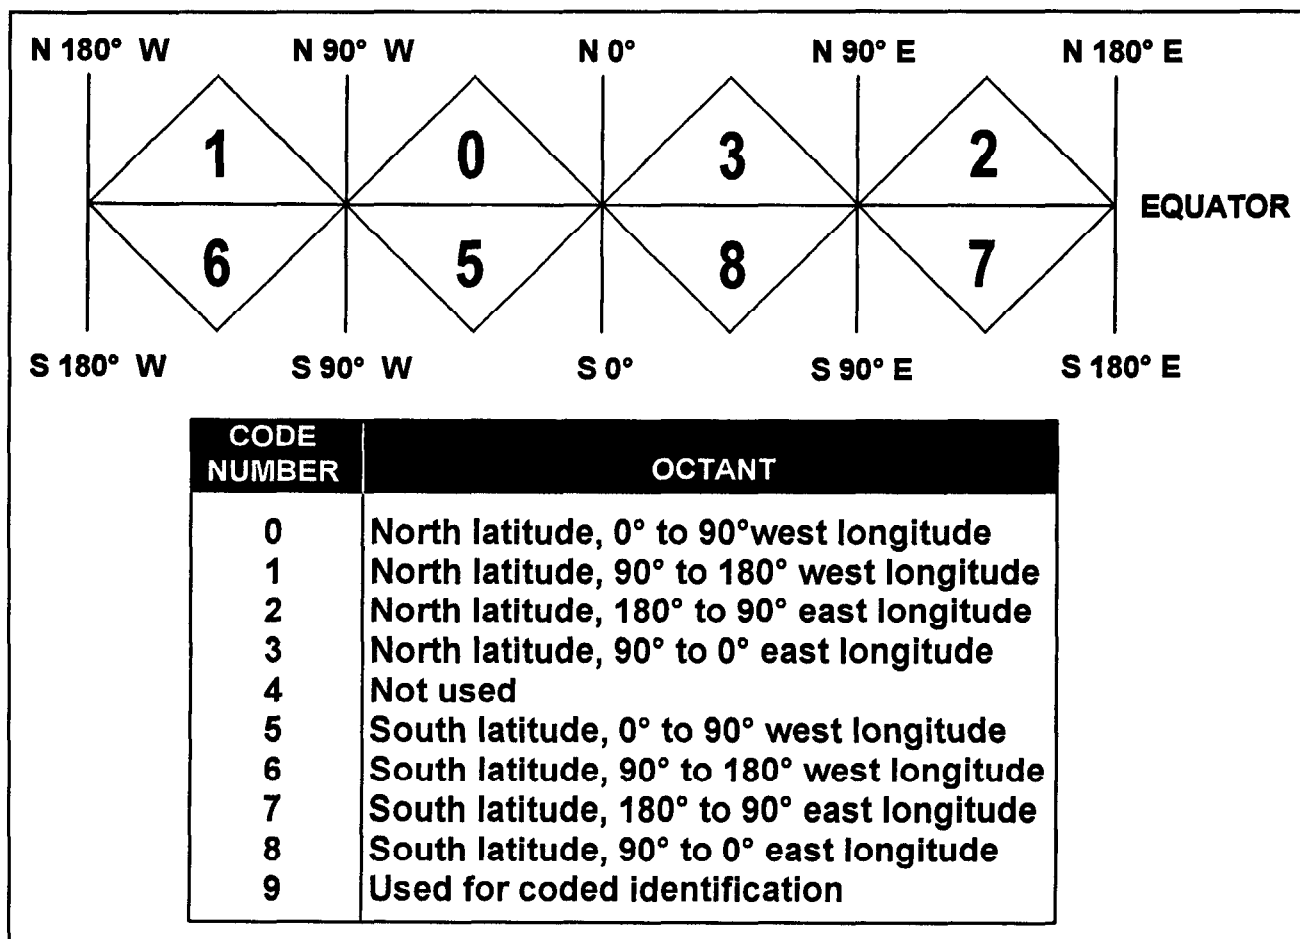 N 180° W N 90° W N 0° N 90° E N 180° E
1 0 3 2
EQUATOR
6 5 8 7
S 180° W S 90° W S 0° S 90° E S 180° E
CODE
NUMBER OCTANT
0 North latitude, 0° to 90°west longitude
1 North latitude, 90° to 180° west longitude
2 North latitude, 180° to 90° east longitude
3 North latitude, 90° to 0° east longitude
4 Not used
5 South latitude, 0° to 90° west longitude
6 South latitude, 90° to 180° west longitude
7 South latitude, 180° to 90° east longitude
8 South latitude, 90° to 0° east longitude
9 Used for coded identification